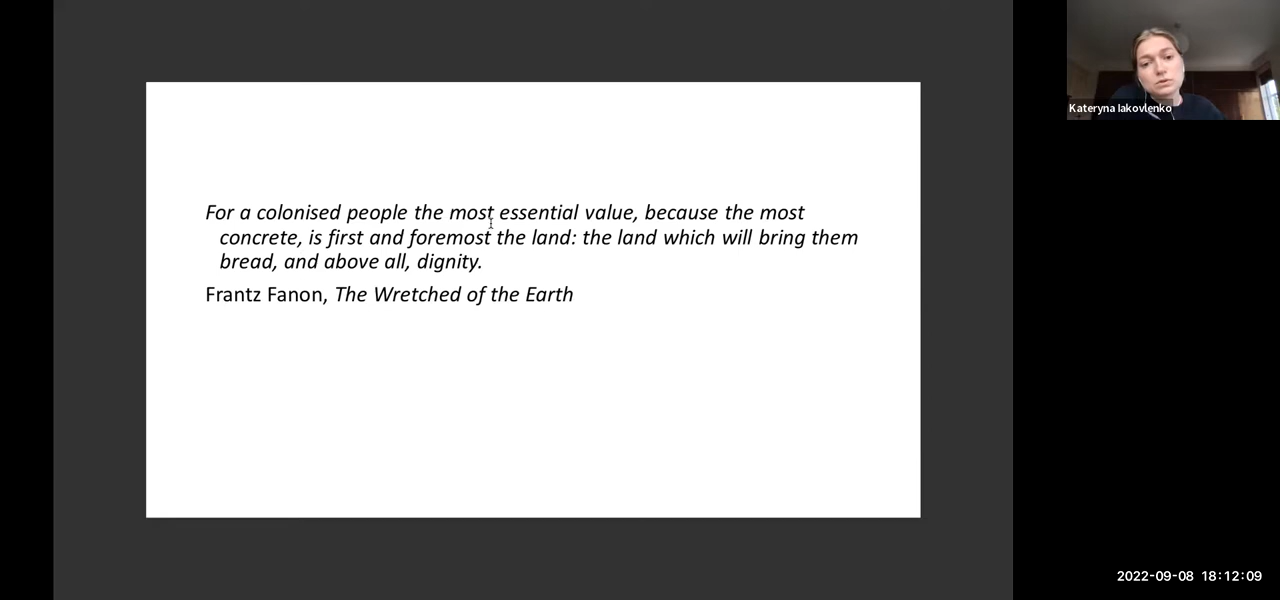 For a colonised people the most essential value, because the most
concrete, is first and foremost the land: the land which will bring them
bread, and above all, dignity.
Frantz Fanon, The Wretched of the Earth
Kateryna Iakovlenko
2022-09-08 18:12:09